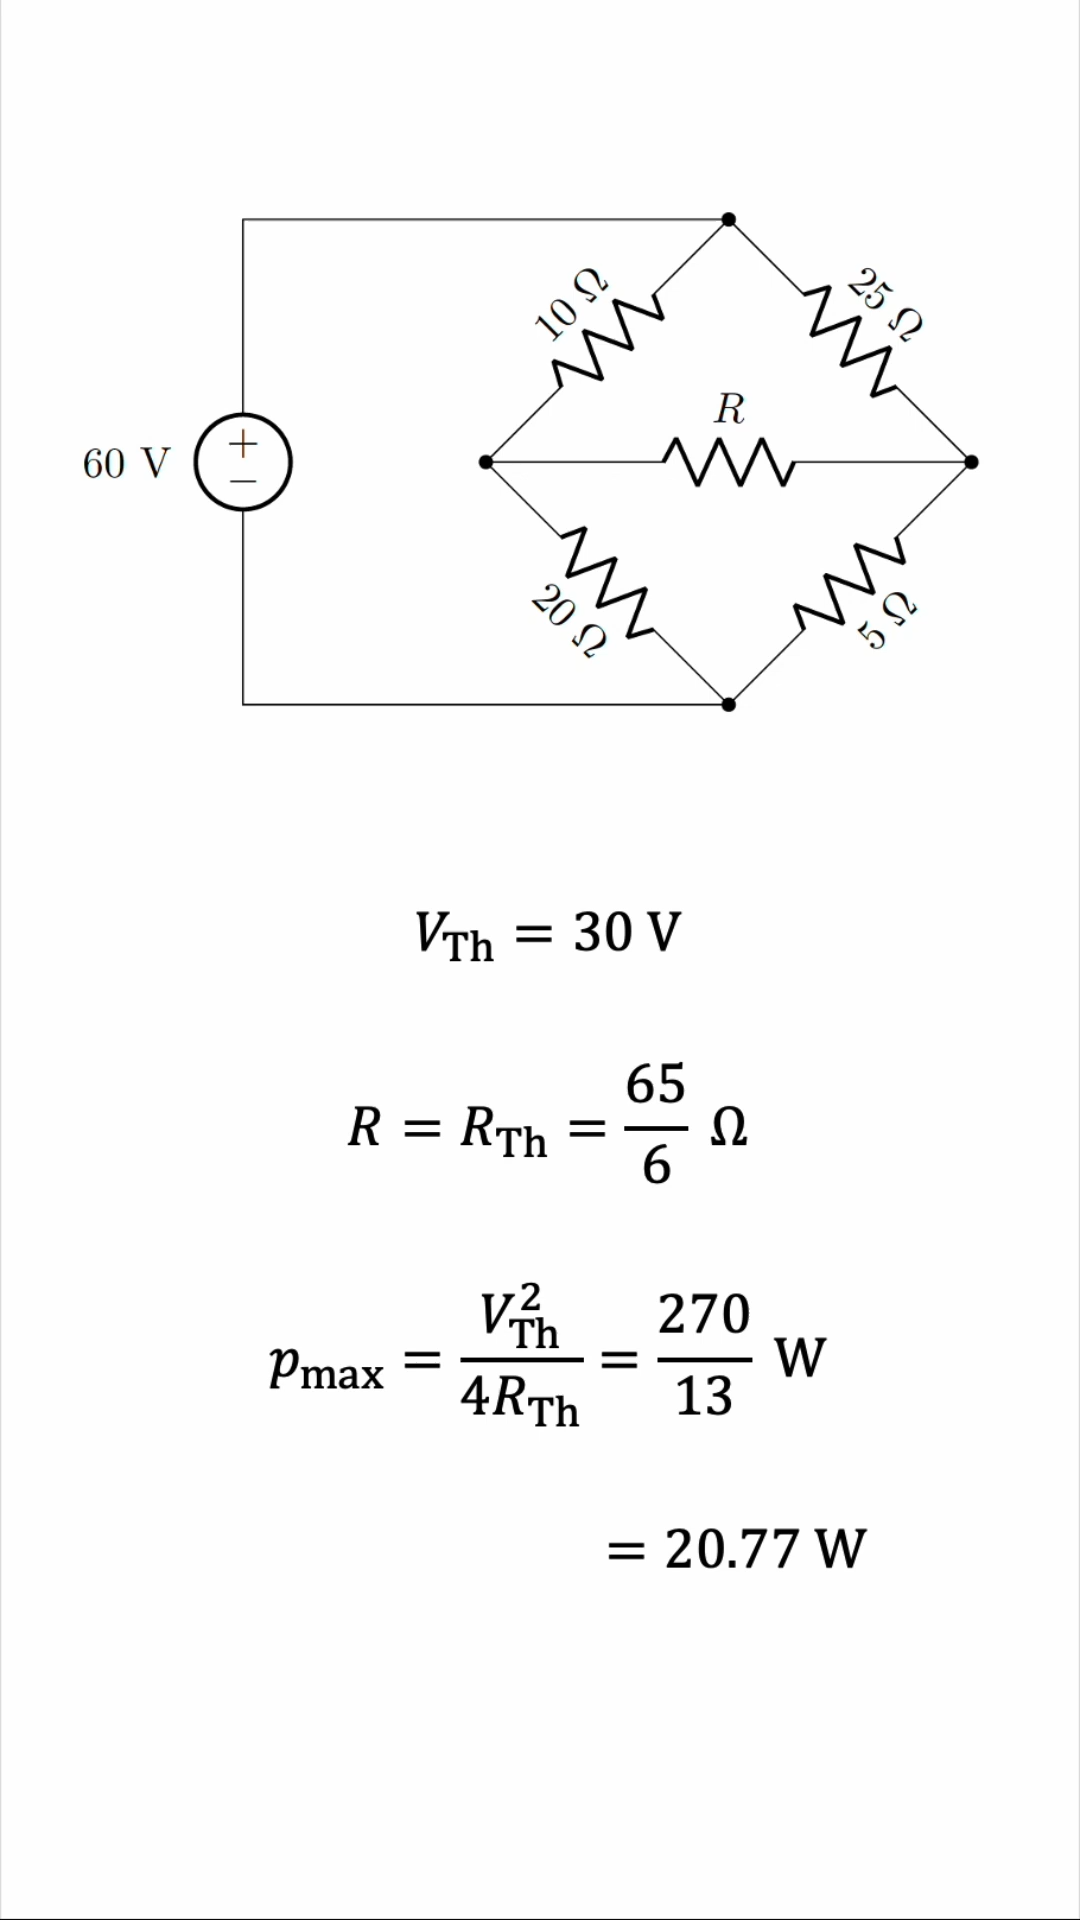 10 Ω
25 Ω
R
60 V
+
−
20 Ω
5 Ω
V_Th = 30 V
R = R_Th = 65/6 Ω
p_max = V_Th^2/4R_Th = 270/13 W
= 20.77 W